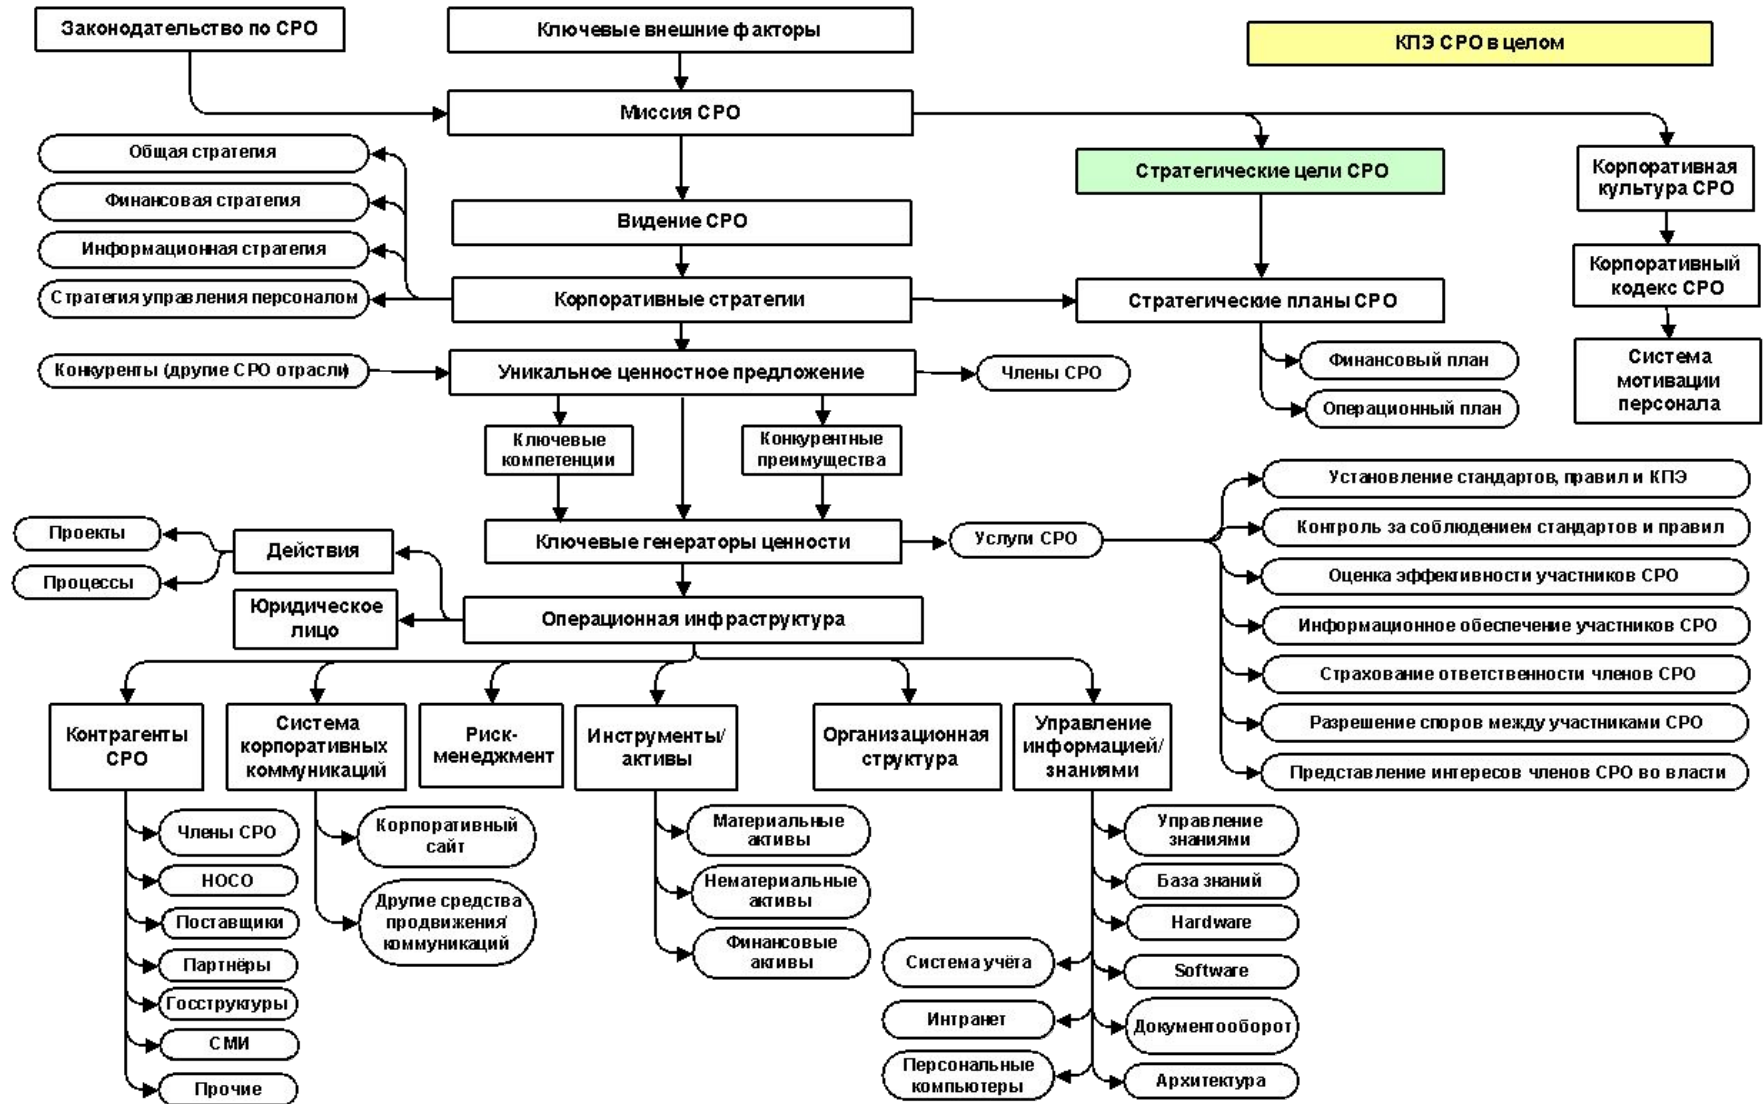 Законодательство по СРО
Ключевые внешние факторы
КПЭ СРО в целом
Миссия СРО
Общая стратегия
Финансовая стратегия
Информационная стратегия
Стратегия управления персоналом
Видение СРО
Корпоративные стратегии
Стратегические цели СРО
Стратегические планы СРО
Финансовый план
Операционный план
Корпоративная
культура СРО
Корпоративный
кодекс СРО
Система
мотивации
персонала
Конкуренты (другие СРО отрасли)
Уникальное ценностное предложение
Члены СРО
Ключевые
компетенции
Конкурентные
преимущества
Ключевые генераторы ценности
Услуги СРО
Установление стандартов, правил и КПЭ
Контроль за соблюдением стандартов и правил
Оценка эффективности участников СРО
Информационное обеспечение участников СРО
Страхование ответственности членов СРО
Разрешение споров между участниками СРО
Представление интересов членов СРО во власти
Проекты
Процессы
Действия
Юридическое
лицо
Операционная инфраструктура
Контрагенты
СРО
Система
корпоративных
коммуникаций
Риск-
менеджмент
Инструменты/
активы
Организационная
структура
Управление
информацией/
знаниями
Члены СРО
НОСО
Поставщики
Партнёры
Госструктуры
СМИ
Прочие
Корпоративный
сайт
Другие средства
продвижения/
коммуникаций
Материальные
активы
Нематериальные
активы
Финансовые
активы
Система учёта
Интранет
Персональные
компьютеры
Управление
знаниями
База знаний
Hardware
Software
Документооборот
Архитектура